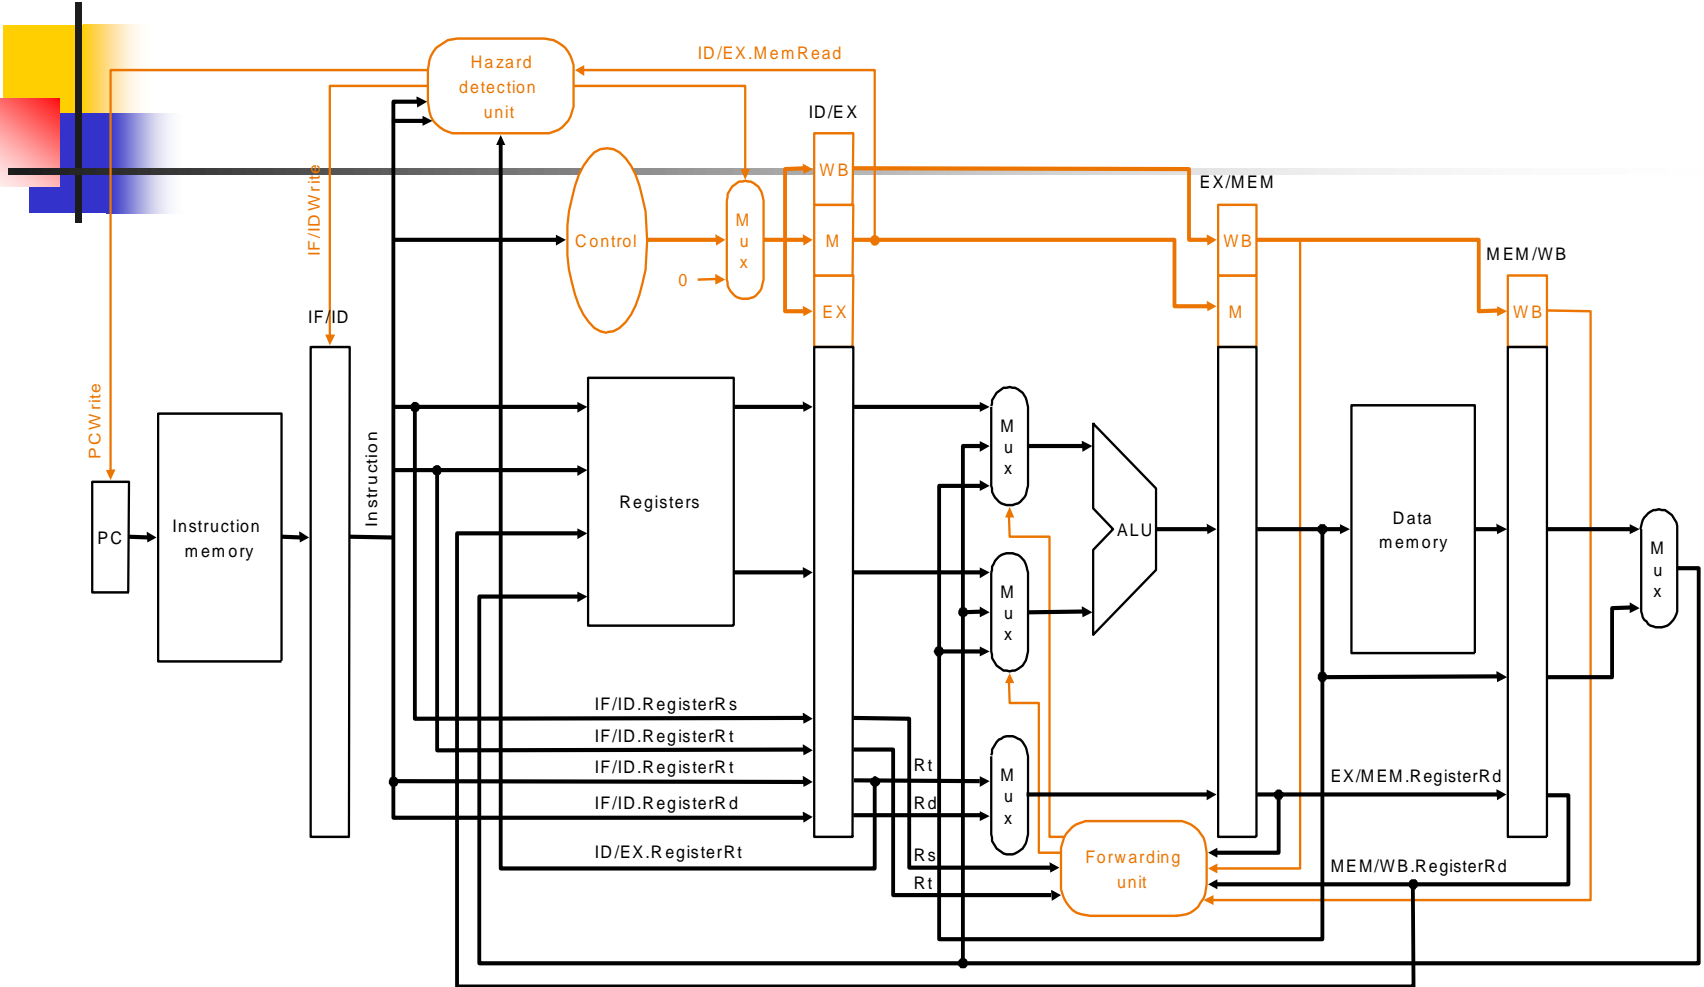 Hazard
detection
unit
ID/EX.MemRead
ID/EX
IF/IDWrite
WB
EX/MEM
Control
M
u
x
M
WB
0
MEM/WB
EX
M
WB
IF/ID
PCWrite
Instruction
PC
Instruction
memory
Registers
M
u
x
ALU
M
u
x
Data
memory
M
u
x
IF/ID.RegisterRs
IF/ID.RegisterRt
IF/ID.RegisterRt
IF/ID.RegisterRd
ID/EX.RegisterRt
Rt
Rd
M
u
x
Rs
Rt
Forwarding
unit
EX/MEM.RegisterRd
MEM/WB.RegisterRd